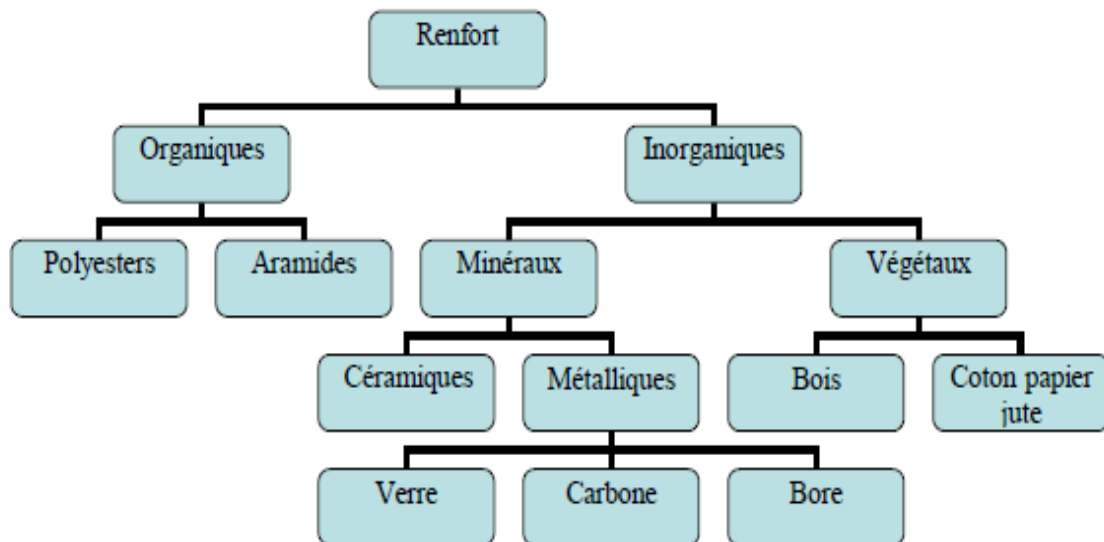 Renfort
Organiques
Inorganiques
Polyesters
Aramides
Minéraux
Végétaux
Céramiques
Métalliques
Bois
Coton papier
jute
Verre
Carbone
Bore